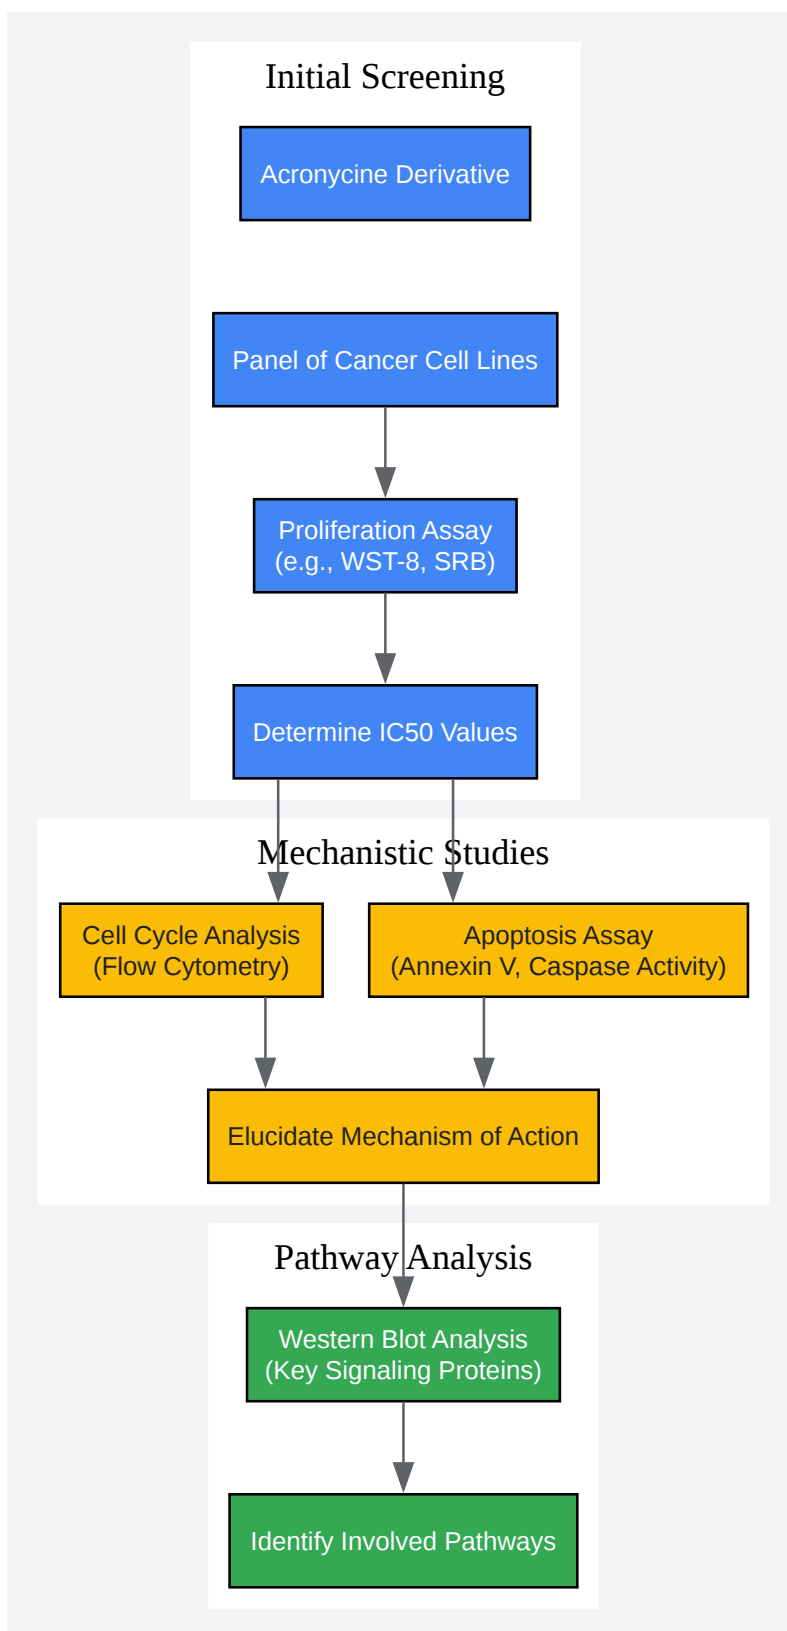 Initial Screening
Acronycine Derivative
Panel of Cancer Cell Lines
Proliferation Assay
(e.g., WST-8, SRB)
Determine IC50 Values
Mechanistic Studies
Cell Cycle Analysis
(Flow Cytometry)
Apoptosis Assay
(Annexin V, Caspase Activity)
Elucidate Mechanism of Action
Pathway Analysis
Western Blot Analysis
(Key Signaling Proteins)
Identify Involved Pathways